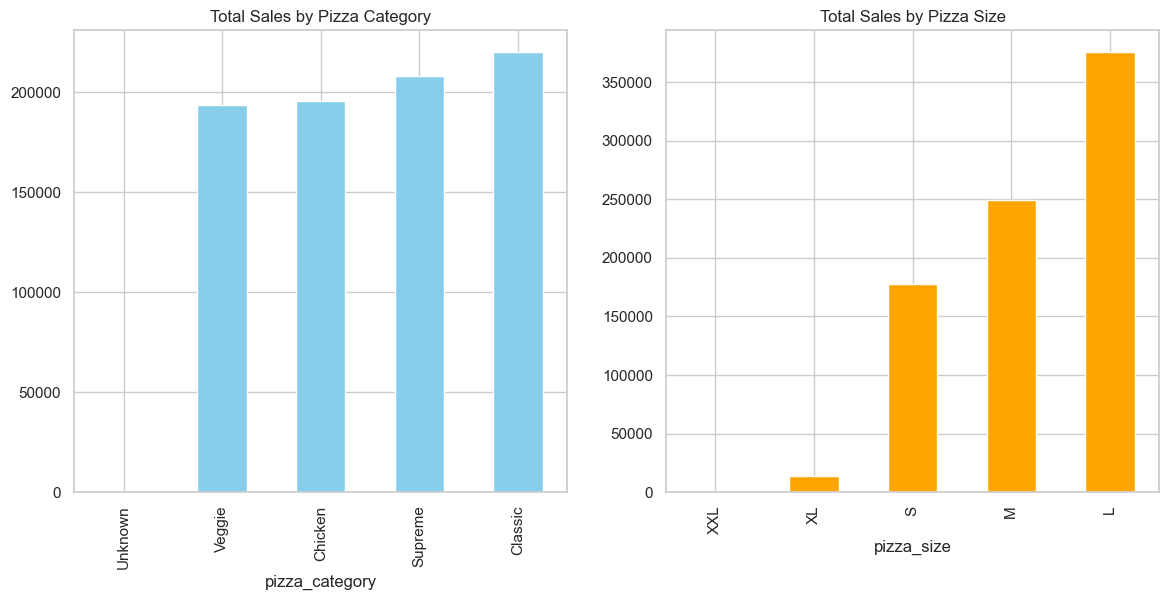 Total Sales by Pizza Category
200000
150000
100000
50000
0
Unknown
Veggie
Chicken
Supreme
Classic
pizza_category
Total Sales by Pizza Size
350000
300000
250000
200000
150000
100000
50000
0
XXL
XL
S
M
L
pizza_size